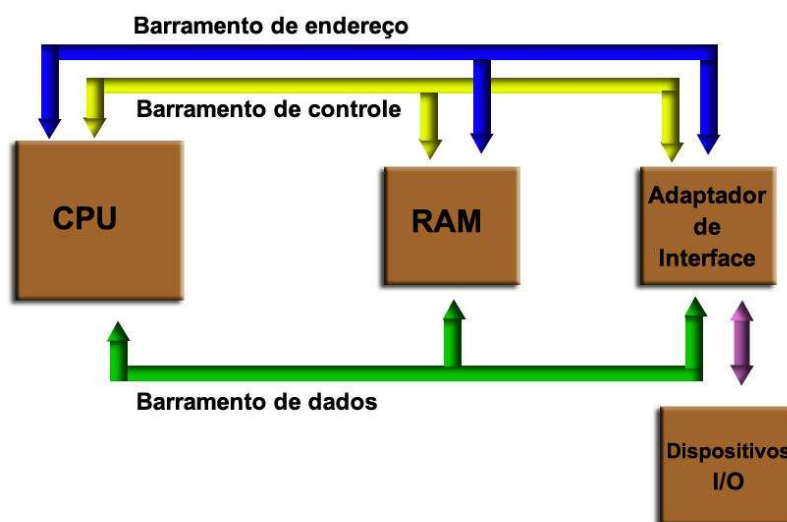 Barramento de endereço
Barramento de controle
CPU
RAM
Adaptador
de
Interface
Barramento de dados
Dispositivos
I/O